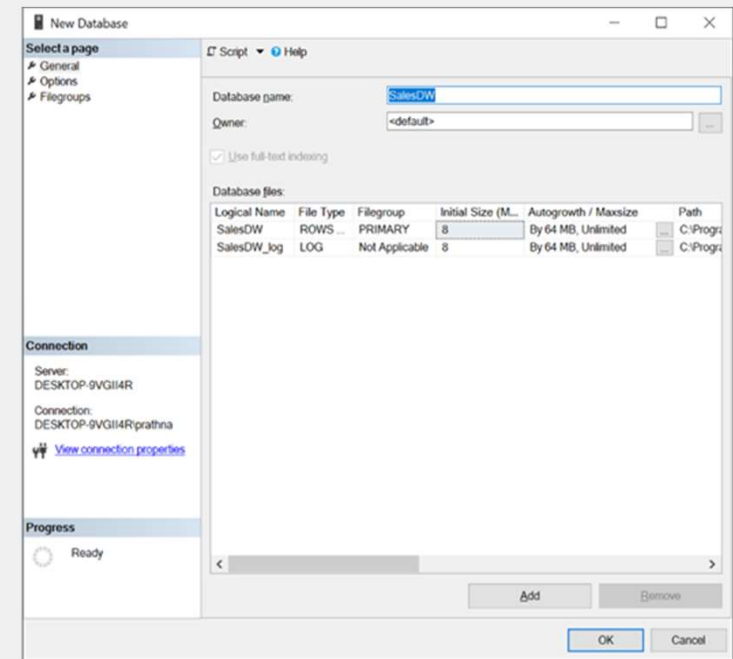 New Database
Select a page
General
Options
Filegroups
Script Help
Database name: SalesDW
Owner: <default> ...
Use full-text indexing
Database files:
Logical Name File Type Filegroup Initial Size (M... Autogrowth / Maxsize Path
SalesDW ROWS ... PRIMARY 8 By 64 MB, Unlimited ... C:\Progra
SalesDW_log LOG Not Applicable 8 By 64 MB, Unlimited ... C:\Progra
Connection
Server:
DESKTOP-9VGII4R
Connection:
DESKTOP-9VGII4R\prathna
View connection properties
Progress
Ready
Add Remove
OK Cancel